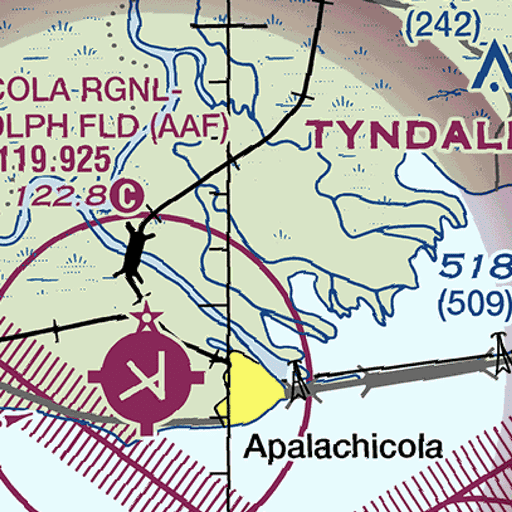 (242)
COLA RGNL-
OLPH FLD (AAF)
119.925
122.8 C
TYNDALL
518
(509)
Apalachicola